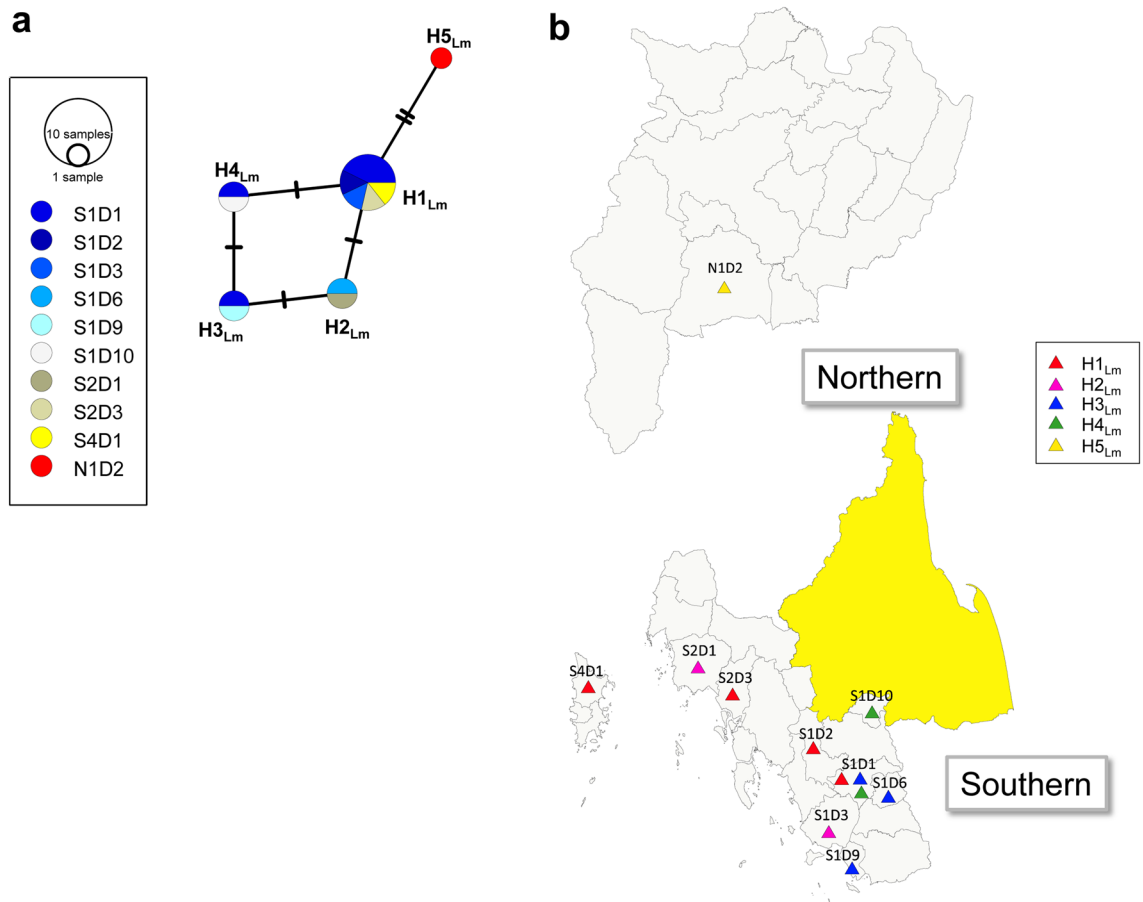 a
b
10 samples
1 sample
S1D1
S1D2
S1D3
S1D6
S1D9
S1D10
S2D1
S2D3
S4D1
N1D2
H5Lm
H4Lm
H1Lm
H3Lm
H2Lm
N1D2
Northern
H1Lm
H2Lm
H3Lm
H4Lm
H5Lm
S2D1
S4D1
S2D3
S1D10
S1D2
S1D1
S1D6
Southern
S1D3
S1D9